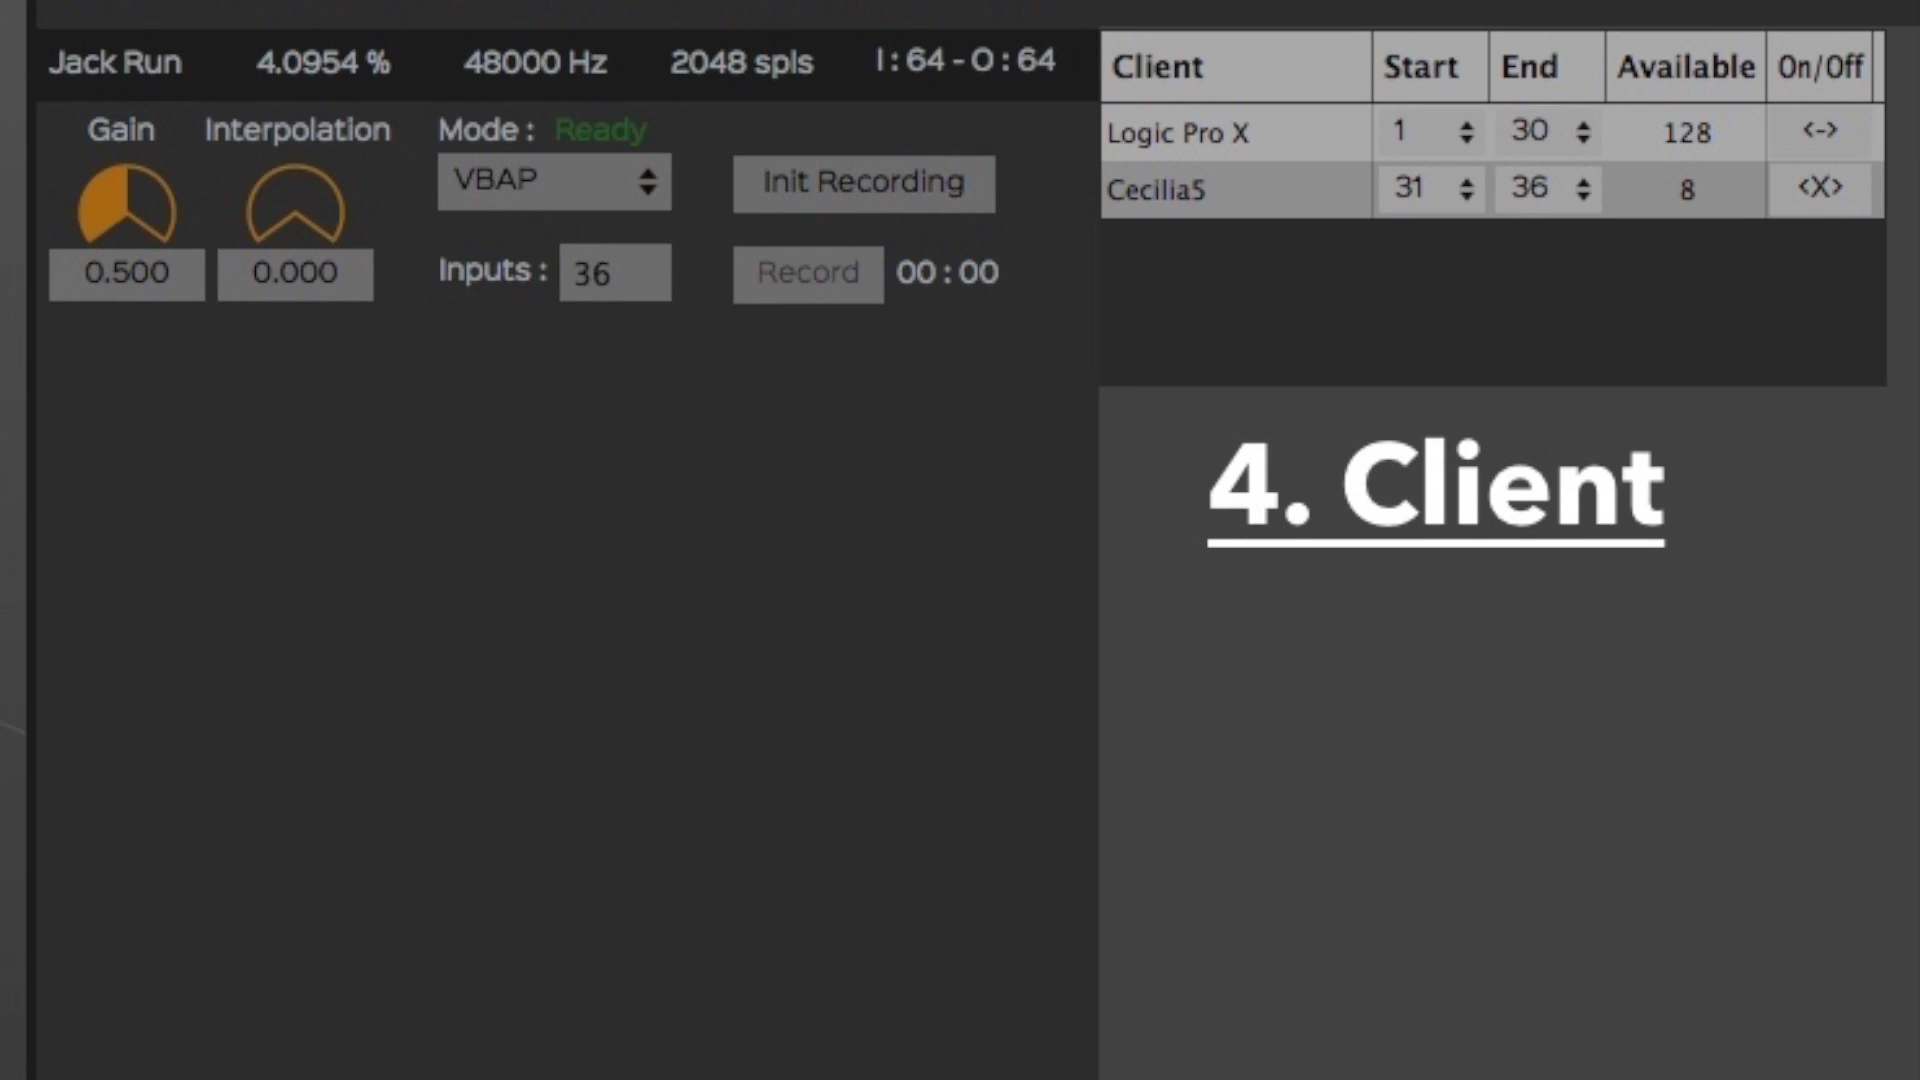 Jack Run 4.0954 % 48000 Hz 2048 spls I : 64 - O : 64
Gain Interpolation Mode : Ready
VBAP Init Recording
0.500 0.000 Inputs : 36 Record 00 : 00
Client Start End Available On/Off
Logic Pro X 1 30 128 <->
Cecilia5 31 36 8 <X>
4. Client